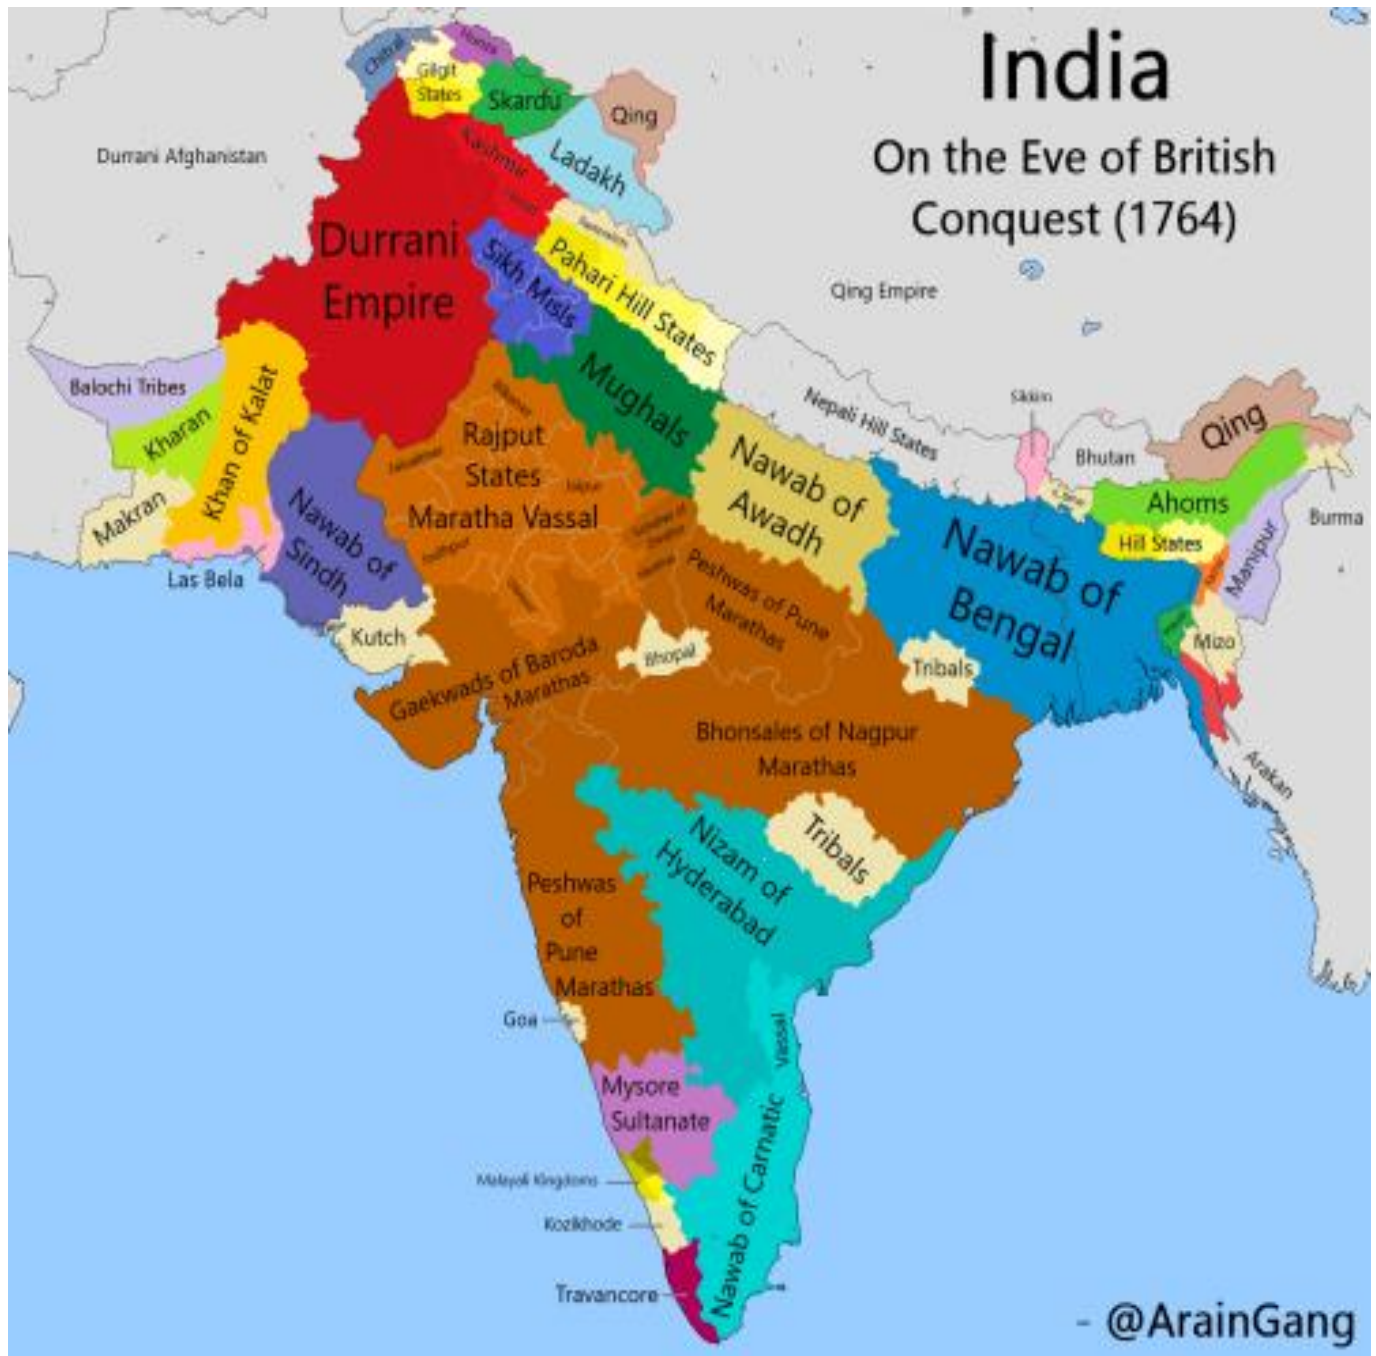 India
On the Eve of British
Conquest (1764)
Chitral
Hunza
Gilgit
States
Skardu
Qing
Durrani Afghanistan
Kashmir
Ladakh
Durrani
Empire
Sikh Misls
Pahari Hill States
Qing Empire
Balochi Tribes
Kharan
Khan of Kalat
Makran
Las Bela
Nawab of
Sindh
Kutch
Mughals
Rajput
States
Maratha Vassal
Bikaner
Jaisalmer
Jaipur
Jodhpur
Nawab of
Awadh
Nepali Hill States
Sikkim
Bhutan
Qing
Ahoms
Hill States
Burma
Manipur
Mizo
Nawab of
Bengal
Tribals
Arakan
Peshwas of Pune
Marathas
Bhopal
Gaekwads of Baroda
Marathas
Bhonsales of Nagpur
Marathas
Tribals
Nizam of
Hyderabad
Peshwas
of
Pune
Marathas
Goa
Mysore
Sultanate
Vassal
Nawab of Carnatic
Malayali Kingdoms
Kozikhode
Travancore
- @ArainGang